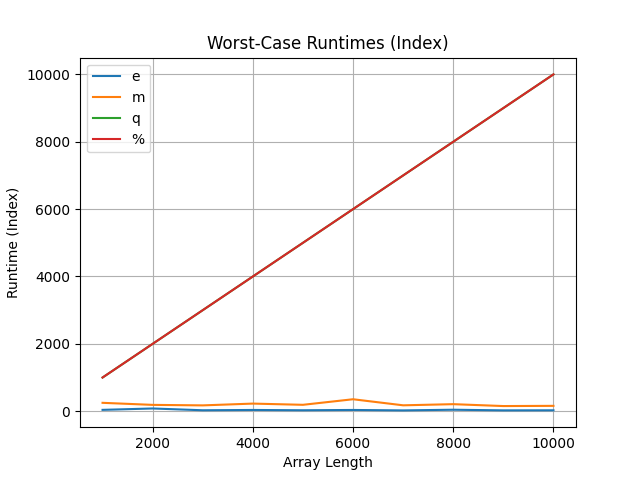 Worst-Case Runtimes (Index)
e
m
q
%
10000
8000
6000
4000
2000
0
Runtime (Index)
2000 4000 6000 8000 10000
Array Length